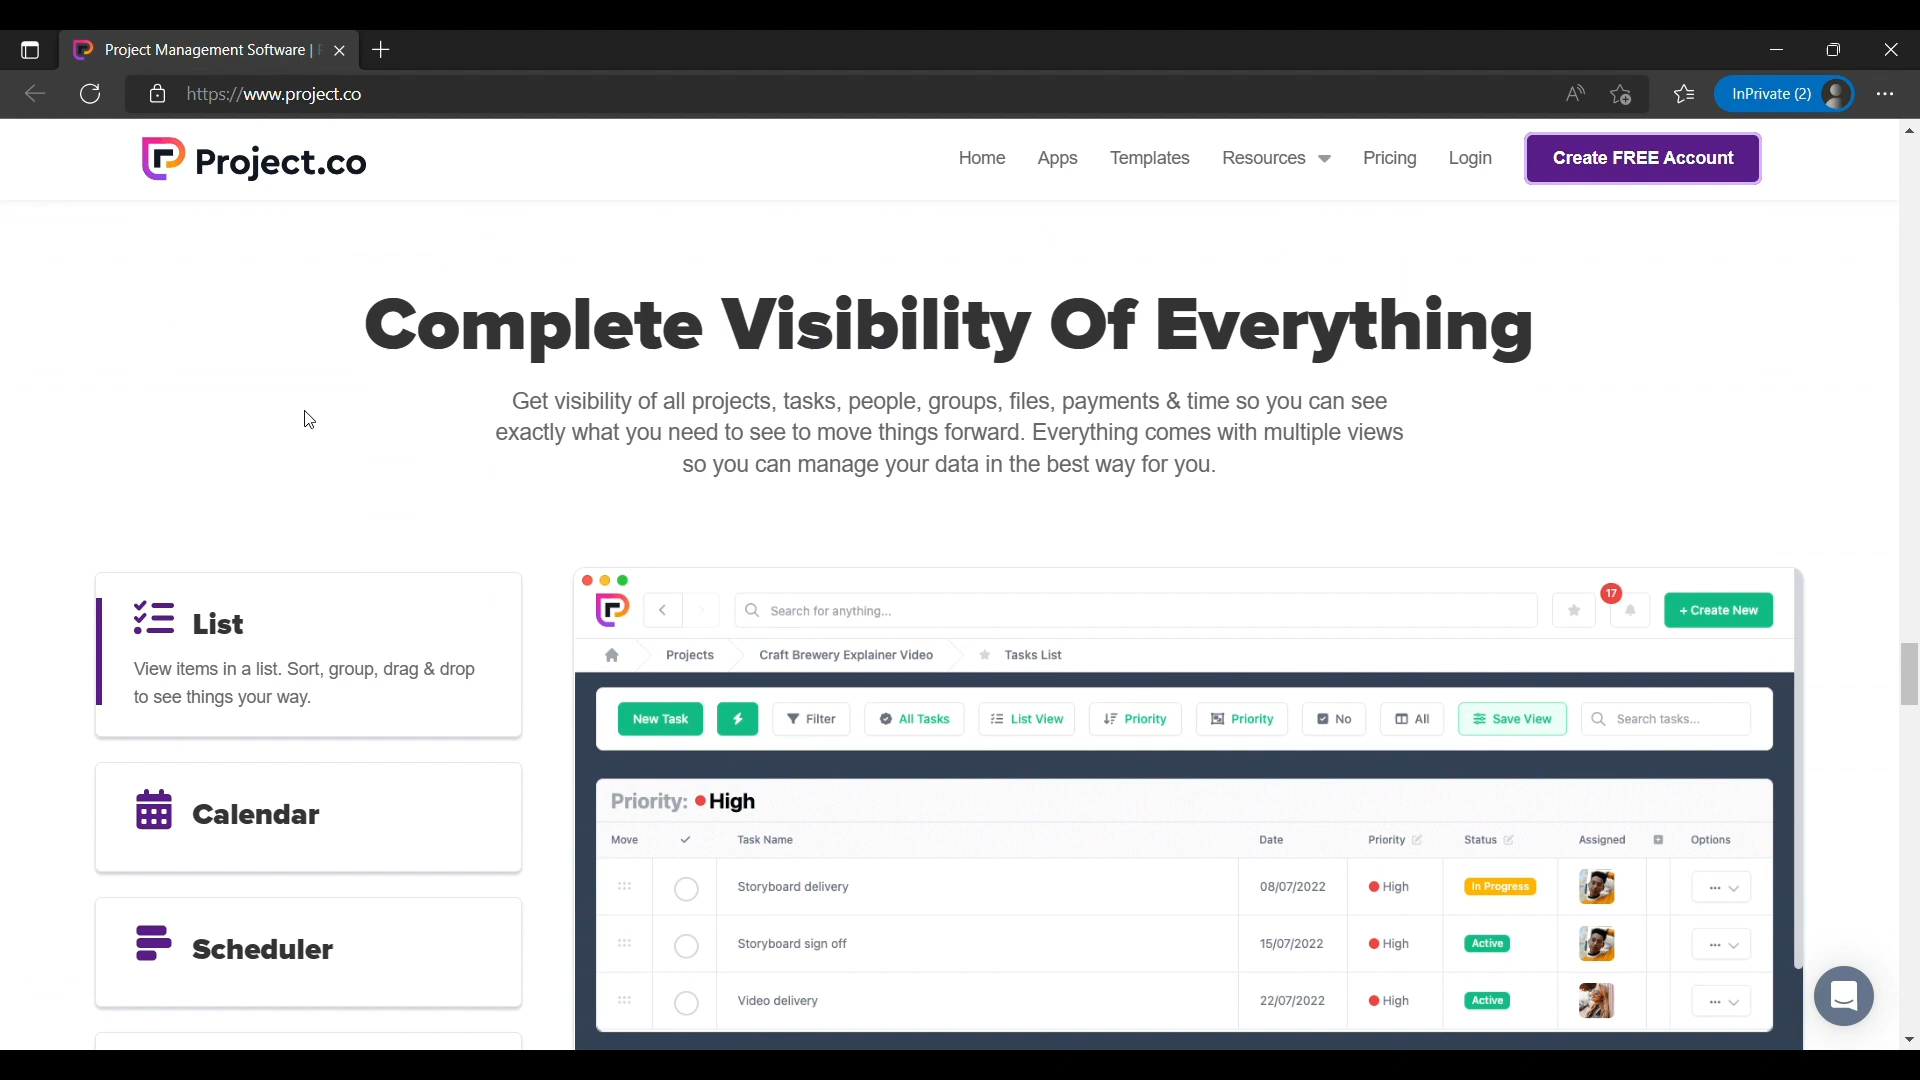 Project Management Software |
https://www.project.co
InPrivate (2)
Project.co
Home
Apps
Templates
Resources
Pricing
Login
Create FREE Account
Complete Visibility Of Everything
Get visibility of all projects, tasks, people, groups, files, payments & time so you can see
exactly what you need to see to move things forward. Everything comes with multiple views
so you can manage your data in the best way for you.
List
View items in a list. Sort, group, drag & drop
to see things your way.
Calendar
Scheduler
Search for anything...
17
+ Create New
Projects
Craft Brewery Explainer Video
Tasks List
New Task
Filter
All Tasks
List View
Priority
Priority
No
All
Save View
Search tasks...
Priority: High
Move
Task Name
Date
Priority
Status
Assigned
Options
Storyboard delivery
08/07/2022
High
In Progress
Storyboard sign off
15/07/2022
High
Active
Video delivery
22/07/2022
High
Active